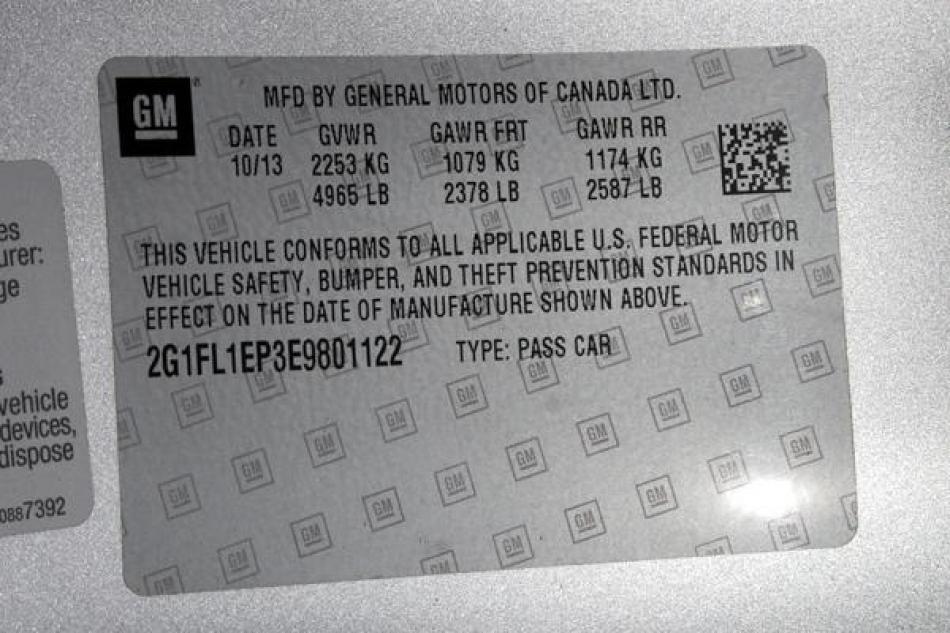 GM
MFD BY GENERAL MOTORS OF CANADA LTD.
DATE GVWR GAWR FRT GAWR RR
10/13 2253 KG 1079 KG 1174 KG
4965 LB 2378 LB 2587 LB
THIS VEHICLE CONFORMS TO ALL APPLICABLE U.S. FEDERAL MOTOR
VEHICLE SAFETY, BUMPER, AND THEFT PREVENTION STANDARDS IN
EFFECT ON THE DATE OF MANUFACTURE SHOWN ABOVE.
2G1FL1EP3E9801122 TYPE: PASS CAR
es
urer:
ge
s
vehicle
devices,
dispose
0887392